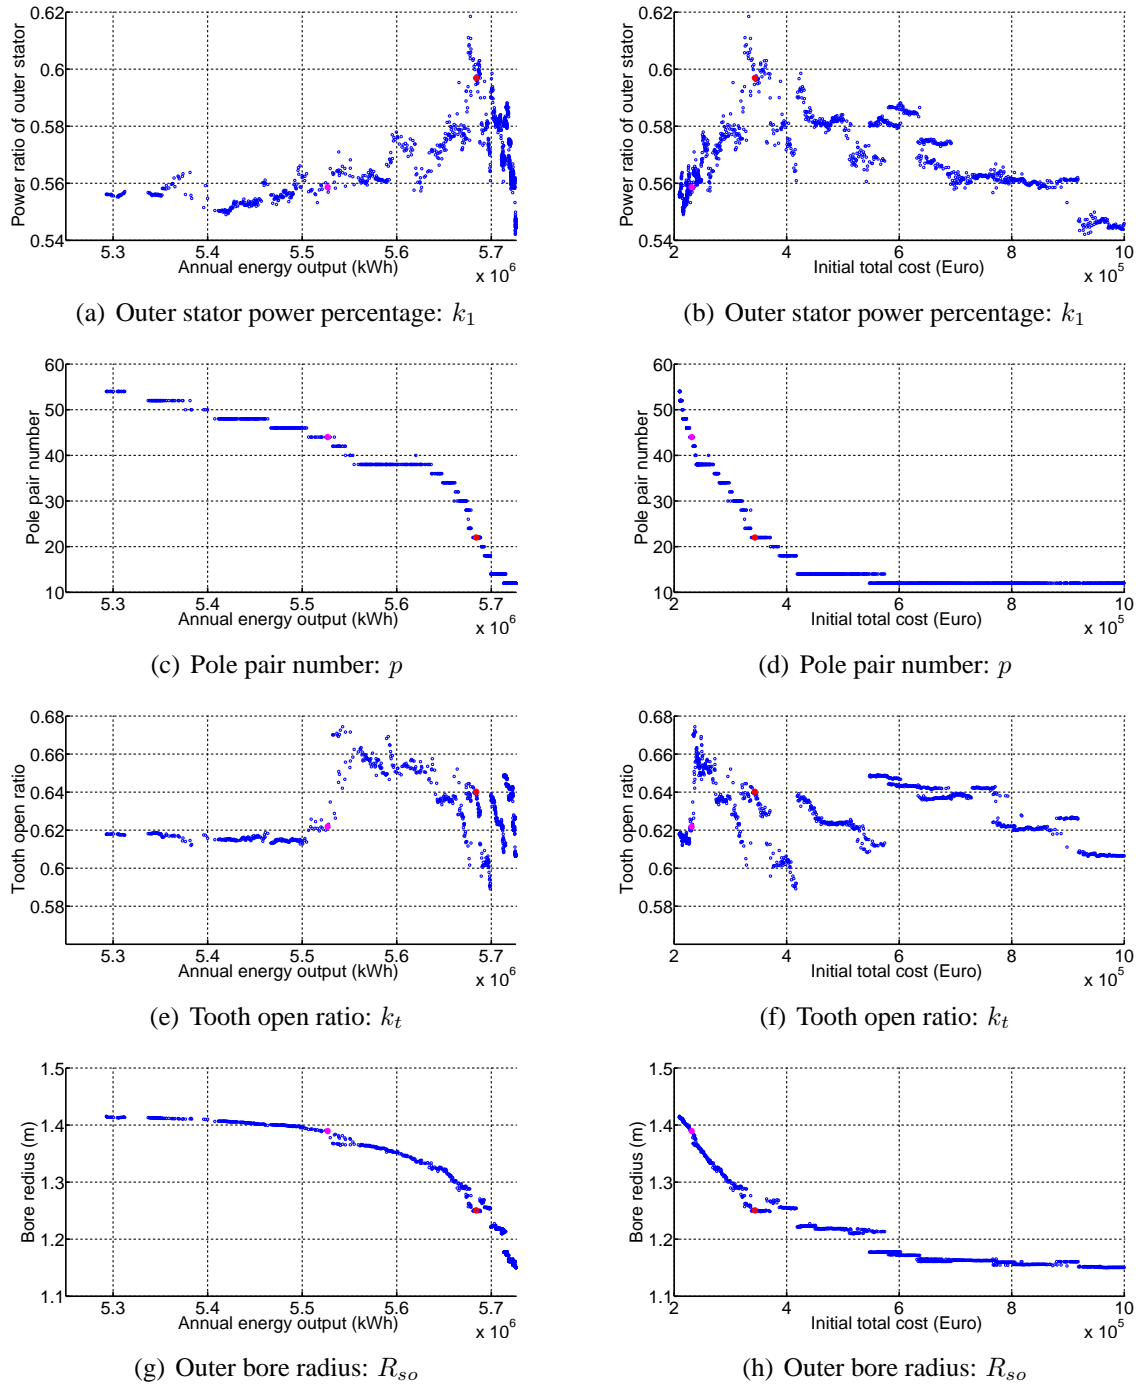 0.62
0.6
0.58
0.56
0.54
Power ratio of outer stator
5.3
5.4
5.5
5.6
5.7
Annual energy output (kWh)
x 10^6
(a) Outer stator power percentage: k_1
0.62
0.6
0.58
0.56
0.54
Power ratio of outer stator
2
4
6
8
10
Initial total cost (Euro)
x 10^5
(b) Outer stator power percentage: k_1
60
50
40
30
20
10
Pole pair number
5.3
5.4
5.5
5.6
5.7
Annual energy output (kWh)
x 10^6
(c) Pole pair number: p
60
50
40
30
20
10
Pole pair number
2
4
6
8
10
Initial total cost (Euro)
x 10^5
(d) Pole pair number: p
0.68
0.66
0.64
0.62
0.6
0.58
Tooth open ratio
5.3
5.4
5.5
5.6
5.7
Annual energy output (kWh)
x 10^6
(e) Tooth open ratio: k_t
0.68
0.66
0.64
0.62
0.6
0.58
Tooth open ratio
2
4
6
8
10
Initial total cost (Euro)
x 10^5
(f) Tooth open ratio: k_t
1.5
1.4
1.3
1.2
1.1
Bore redius (m)
5.3
5.4
5.5
5.6
5.7
Annual energy output (kWh)
x 10^6
(g) Outer bore radius: R_so
1.5
1.4
1.3
1.2
1.1
Bore radius (m)
2
4
6
8
10
Initial total cost (Euro)
x 10^5
(h) Outer bore radius: R_so